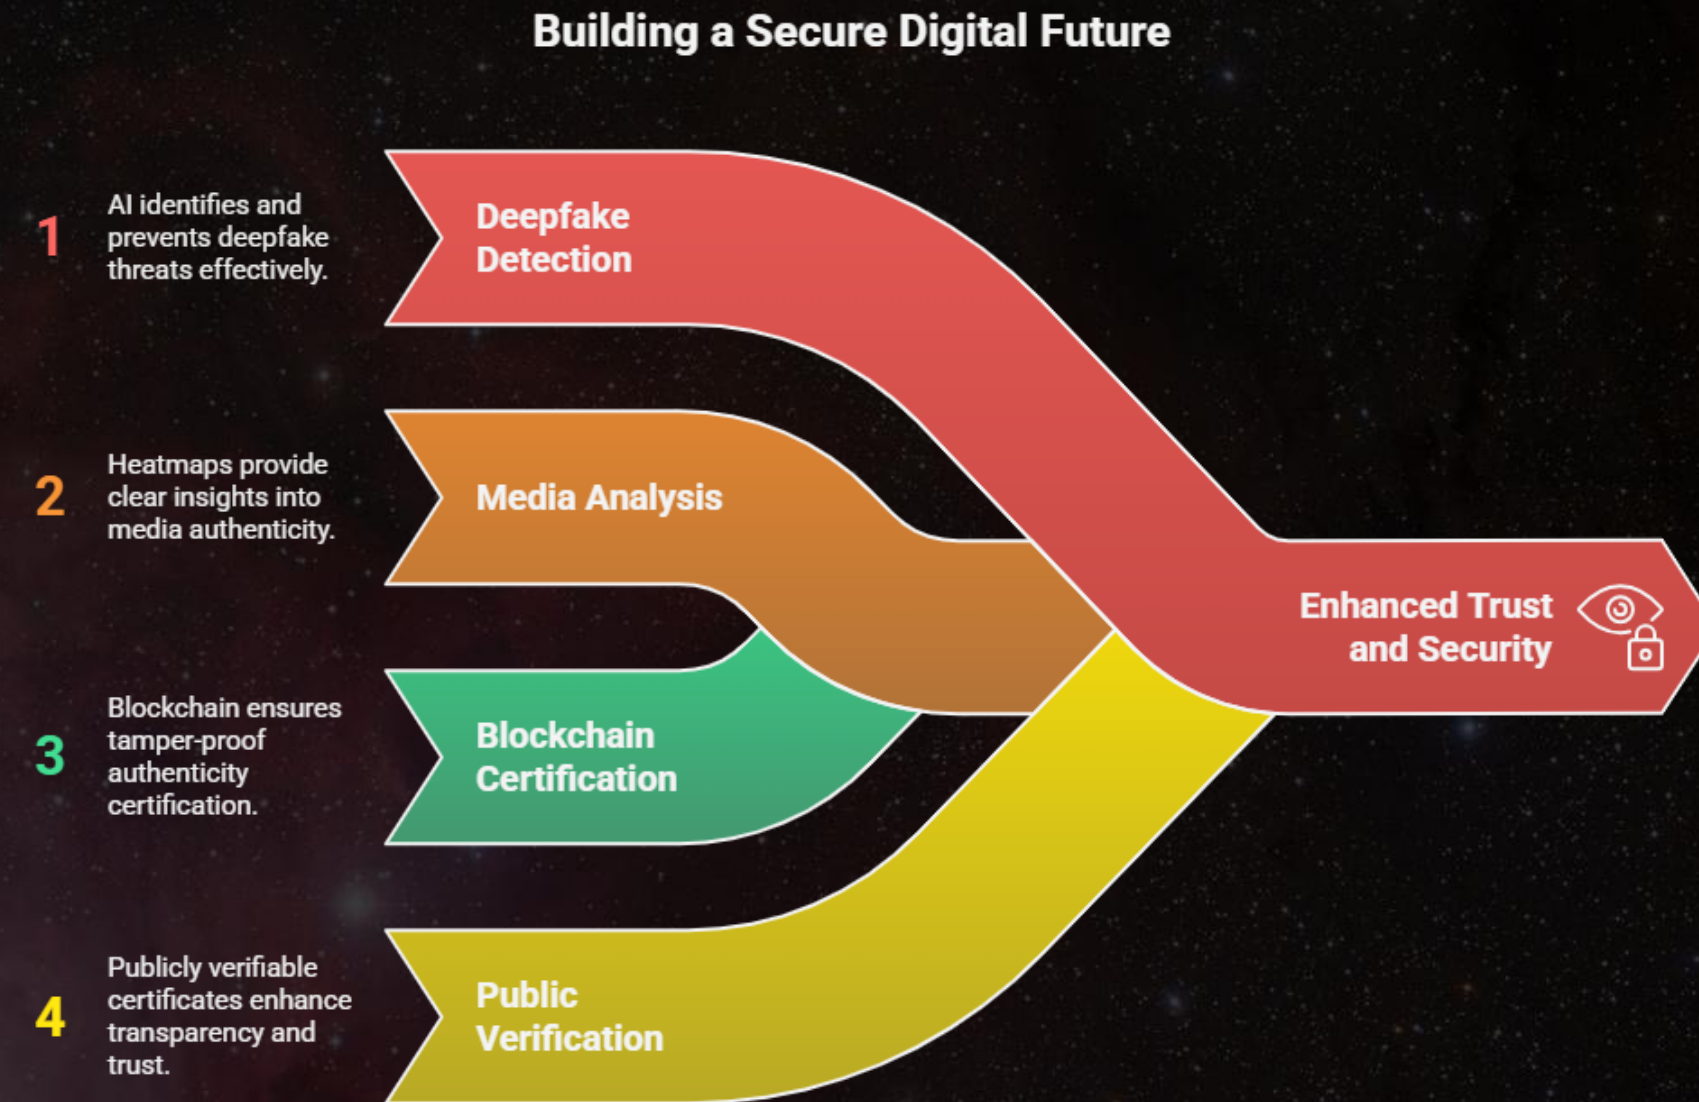 Building a Secure Digital Future
1
AI identifies and
prevents deepfake
threats effectively.
Deepfake
Detection
2
Heatmaps provide
clear insights into
media authenticity.
Media Analysis
Enhanced Trust
and Security
3
Blockchain ensures
tamper-proof
authenticity
certification.
Blockchain
Certification
4
Publicly verifiable
certificates enhance
transparency and
trust.
Public
Verification